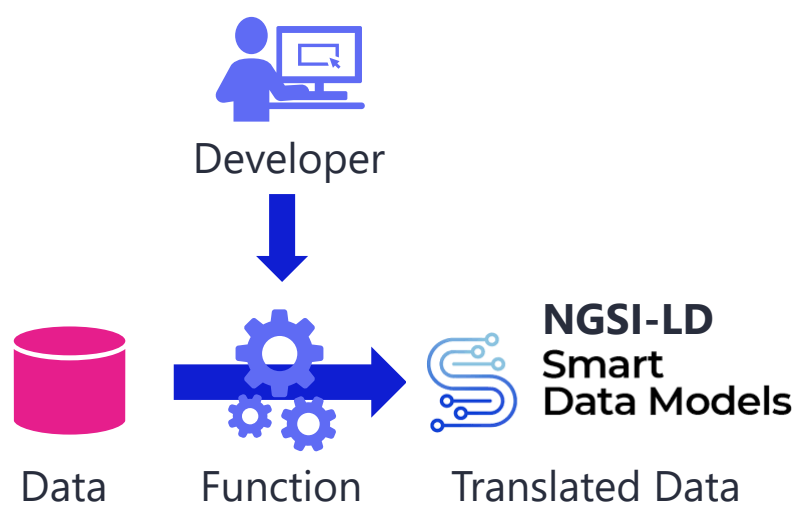 Developer
NGSI-LD
Smart
Data Models
Data
Function
Translated Data